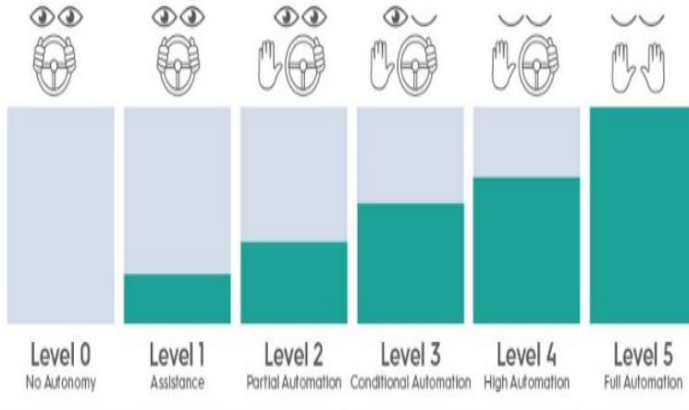 Level 0
No Autonomy
Level 1
Assistance
Level 2
Partial Automation
Level 3
Conditional Automation
Level 4
High Automation
Level 5
Full Automation